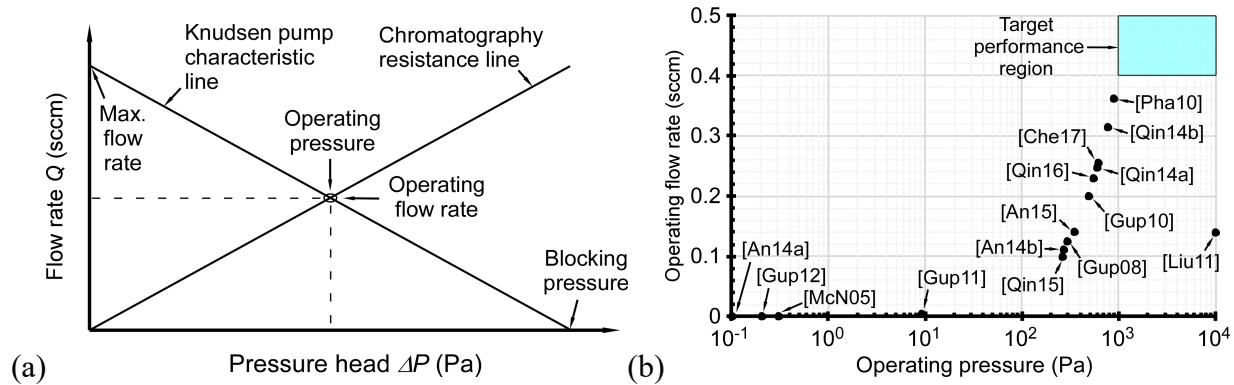 Knudsen pump
characteristic
line
Chromatography
resistance line
Max.
flow
rate
Operating
pressure
Operating
flow rate
Blocking
pressure
Flow rate Q (sccm)
Pressure head ΔP (Pa)
(a)
Operating flow rate (sccm)
0.5
0.4
0.3
0.2
0.1
0
Target
performance
region
[Pha10]
[Qin14b]
[Che17]
[Qin16]
[Qin14a]
[Gup10]
[An15]
[An14b]
[Gup08]
[Qin15]
[Liu11]
[An14a]
[Gup12]
[McN05]
[Gup11]
10⁻¹ 10⁰ 10¹ 10² 10³ 10⁴
Operating pressure (Pa)
(b)